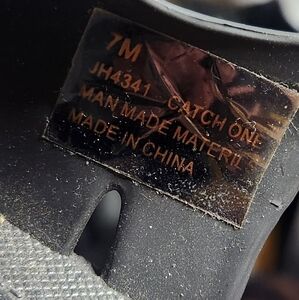 7M
JH4341 CATCH ONE
MAN MADE MATERI
MADE IN CHINA